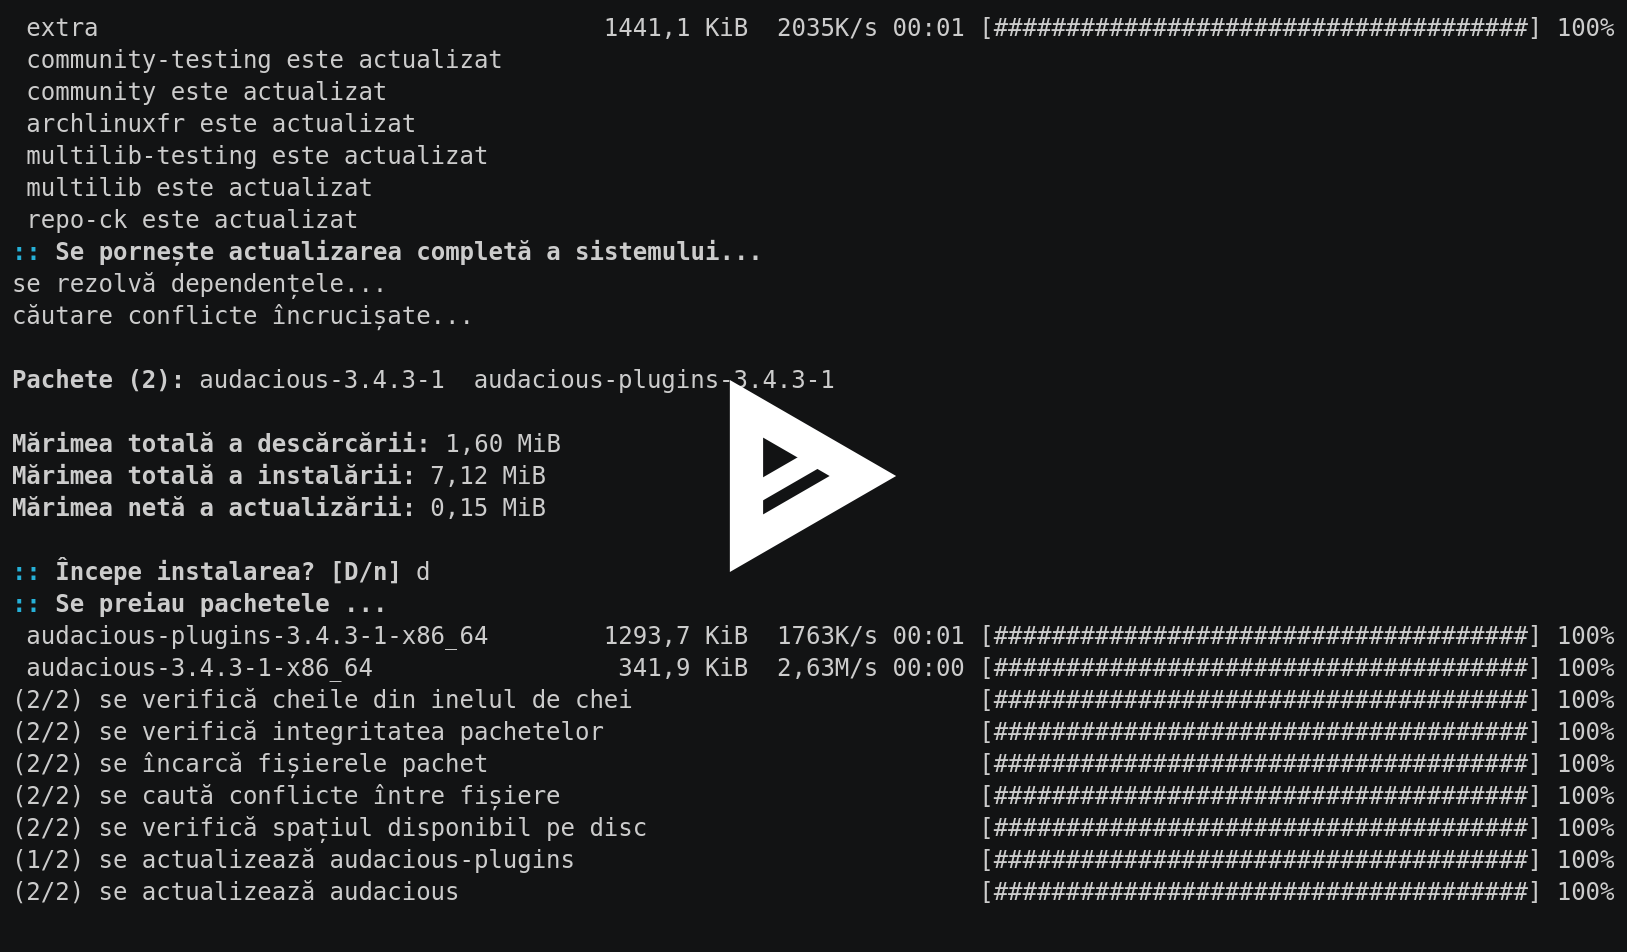 extra 1441,1 KiB 2035K/s 00:01 [#####################################] 100%
community-testing este actualizat
community este actualizat
archlinuxfr este actualizat
multilib-testing este actualizat
multilib este actualizat
repo-ck este actualizat
:: Se pornește actualizarea completă a sistemului...
se rezolvă dependențele...
căutare conflicte încrucișate...
Pachete (2): audacious-3.4.3-1 audacious-plugins-3.4.3-1
Mărimea totală a descărcării: 1,60 MiB
Mărimea totală a instalării: 7,12 MiB
Mărimea netă a actualizării: 0,15 MiB
:: Începe instalarea? [D/n] d
:: Se preiau pachetele ...
audacious-plugins-3.4.3-1-x86_64 1293,7 KiB 1763K/s 00:01 [#####################################] 100%
audacious-3.4.3-1-x86_64 341,9 KiB 2,63M/s 00:00 [#####################################] 100%
(2/2) se verifică cheile din inelul de chei [#####################################] 100%
(2/2) se verifică integritatea pachetelor [#####################################] 100%
(2/2) se încarcă fișierele pachet [#####################################] 100%
(2/2) se caută conflicte între fișiere [#####################################] 100%
(2/2) se verifică spațiul disponibil pe disc [#####################################] 100%
(1/2) se actualizează audacious-plugins [#####################################] 100%
(2/2) se actualizează audacious [#####################################] 100%